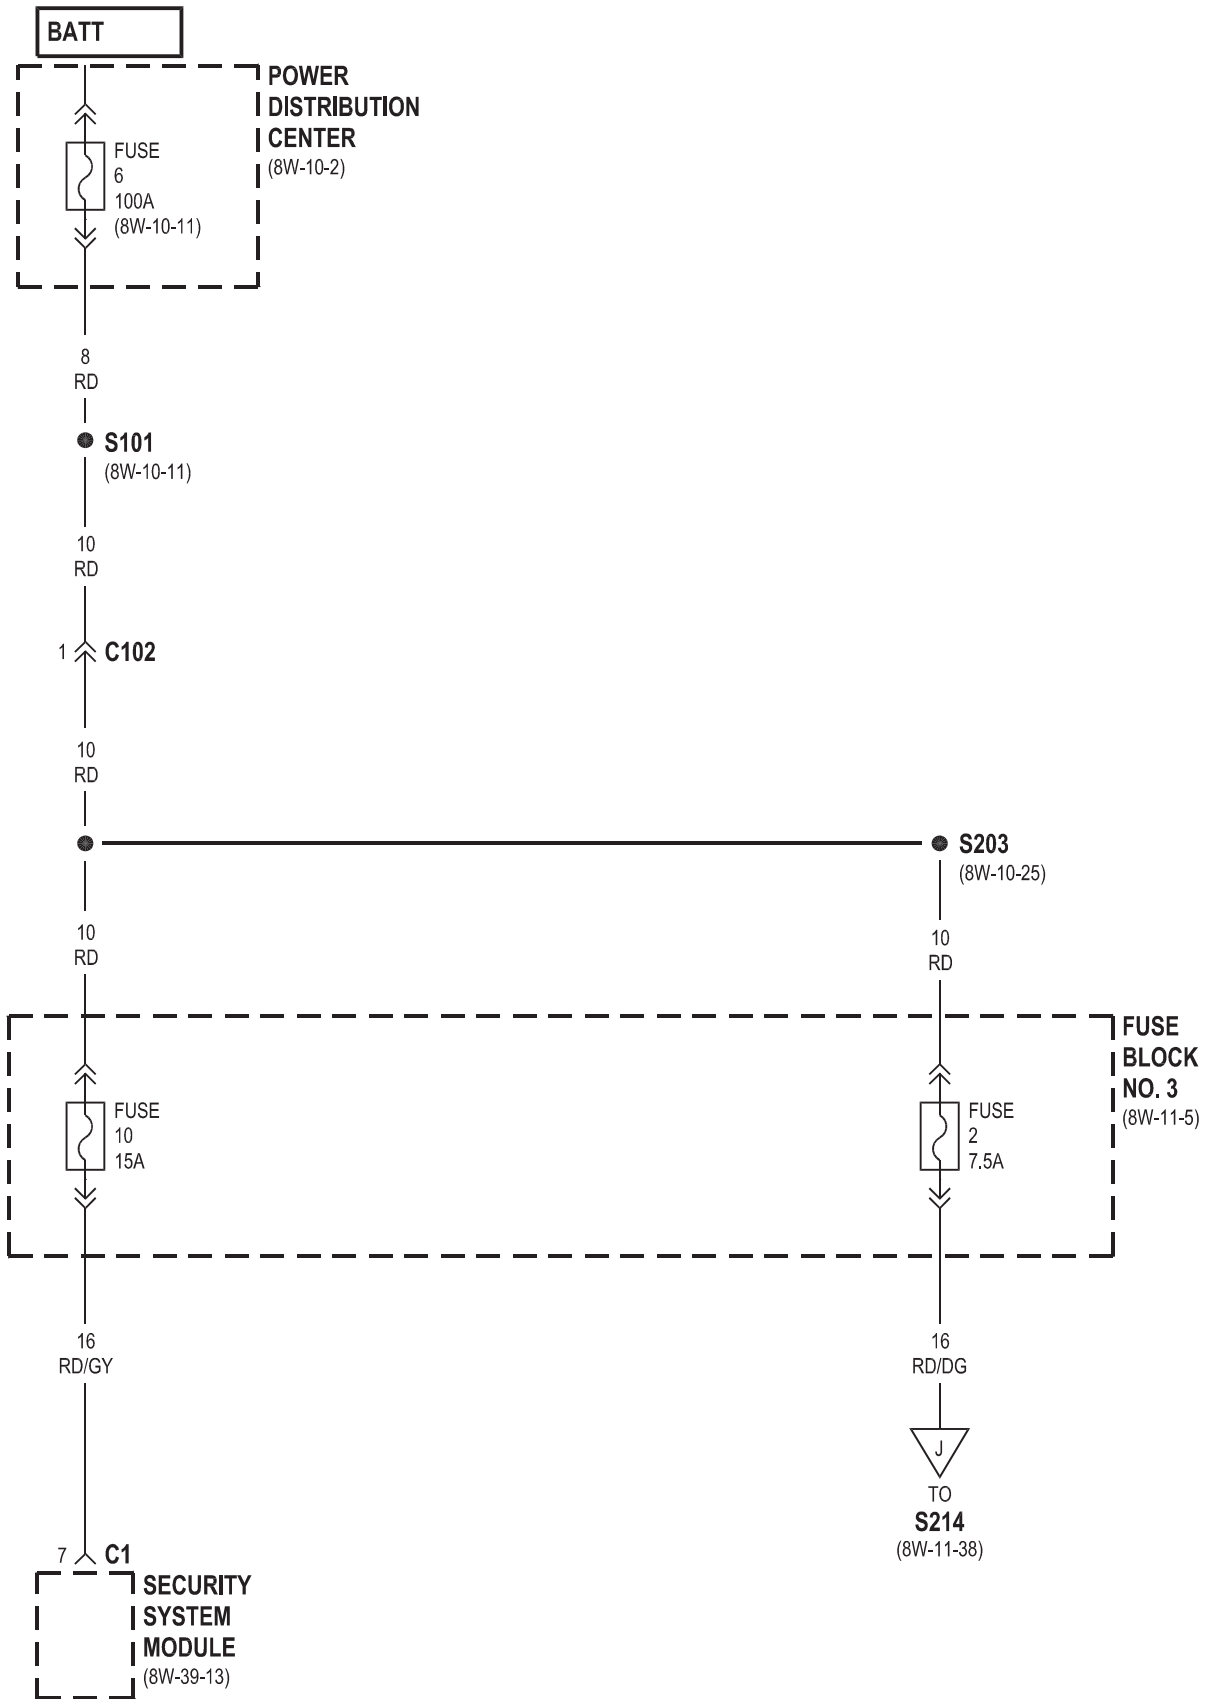 BATT
POWER
DISTRIBUTION
CENTER
(8W-10-2)
FUSE
6
100A
(8W-10-11)
8
RD
S101
(8W-10-11)
10
RD
1
C102
10
RD
S203
(8W-10-25)
10
RD
10
RD
FUSE
BLOCK
NO. 3
(8W-11-5)
FUSE
10
15A
FUSE
2
7.5A
16
RD/GY
16
RD/DG
J
TO
S214
(8W-11-38)
7
C1
SECURITY
SYSTEM
MODULE
(8W-39-13)